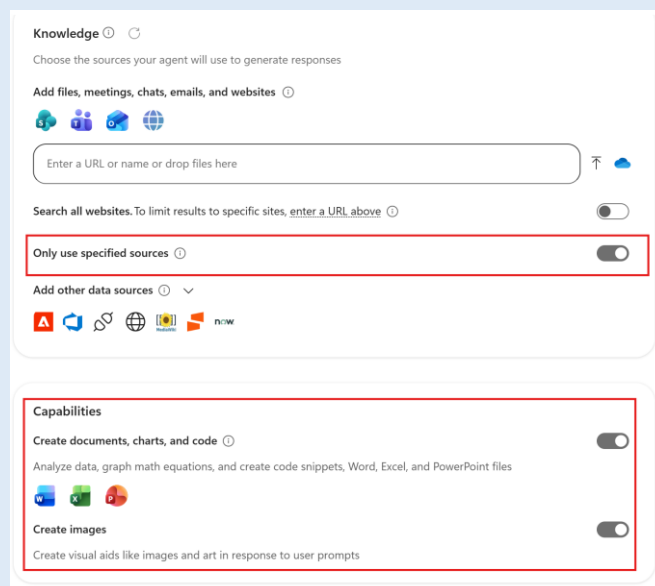 Knowledge
Choose the sources your agent will use to generate responses
Add files, meetings, chats, emails, and websites
Enter a URL or name or drop files here
Search all websites. To limit results to specific sites, enter a URL above
Only use specified sources
Add other data sources
MediaWiki now
Capabilities
Create documents, charts, and code
Analyze data, graph math equations, and create code snippets, Word, Excel, and PowerPoint files
W X P
Create images
Create visual aids like images and art in response to user prompts